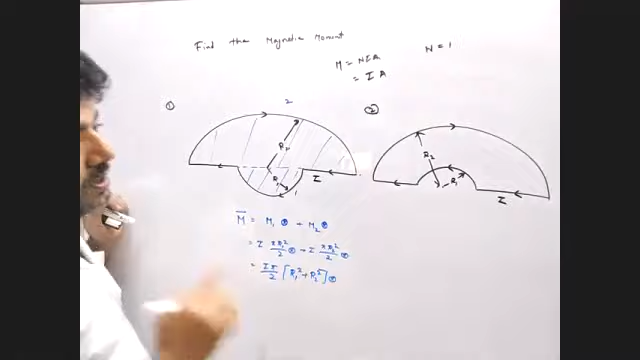 Find the Magnetic Moment
N = 1
M = NIA
= IA
① 2
R₂
R₁
1
I
②
R₂
R₁
I
M̅ = M₁ ⊗ + M₂ ⊗
= I πR₁²/2 ⊗ + I πR₂²/2 ⊗
= Iπ/2 [R₁² + R₂²] ⊗